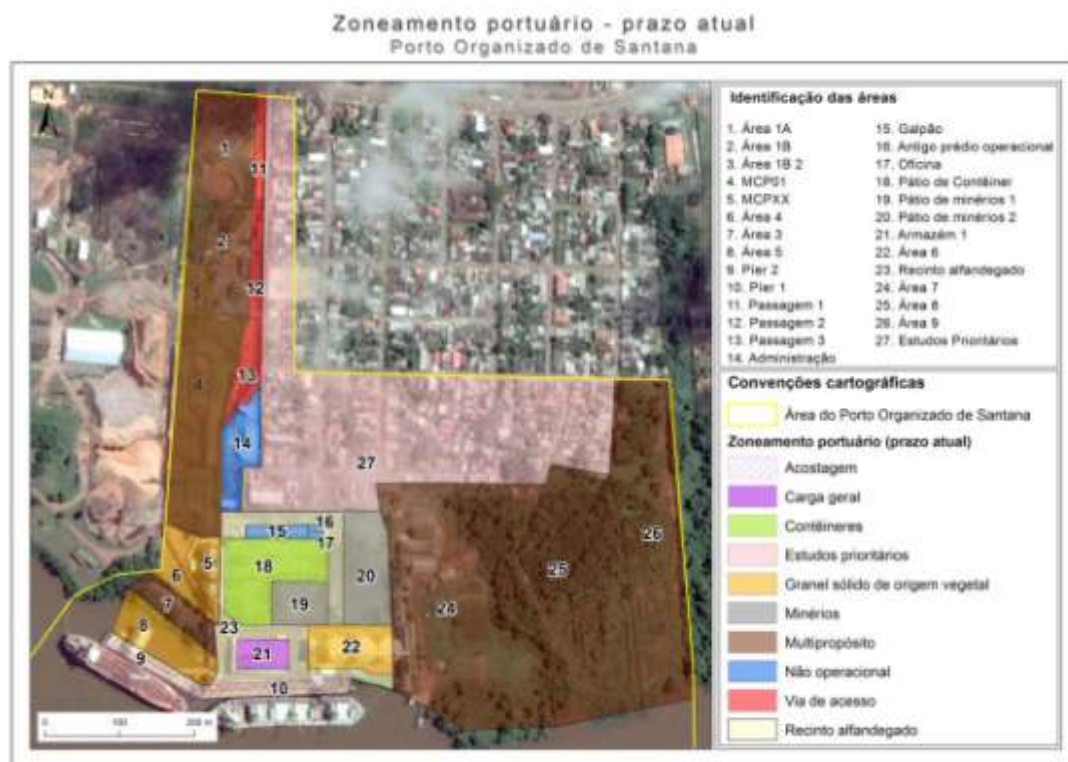 Zoneamento portuário - prazo atual
Porto Organizado de Santana
N
1
11
2
12
3
4
13
14
27
26
16
15
17
5
18
6
20
25
7
19
24
8
23
22
9
21
10
0 100 200 m
Identificação das áreas
1. Área 1A
2. Área 1B
3. Área 1B 2
4. MCP01
5. MCPXX
6. Área 4
7. Área 3
8. Área 5
9. Píer 2
10. Píer 1
11. Passagem 1
12. Passagem 2
13. Passagem 3
14. Administração
15. Galpão
16. Antigo prédio operacional
17. Oficina
18. Pátio de Contêiner
19. Pátio de minérios 1
20. Pátio de minérios 2
21. Armazém 1
22. Área 6
23. Recinto alfandegado
24. Área 7
25. Área 8
26. Área 9
27. Estudos Prioritários
Convenções cartográficas
Área do Porto Organizado de Santana
Zoneamento portuário (prazo atual)
Acostagem
Carga geral
Contêineres
Estudos prioritários
Granel sólido de origem vegetal
Minérios
Multipropósito
Não operacional
Via de acesso
Recinto alfandegado